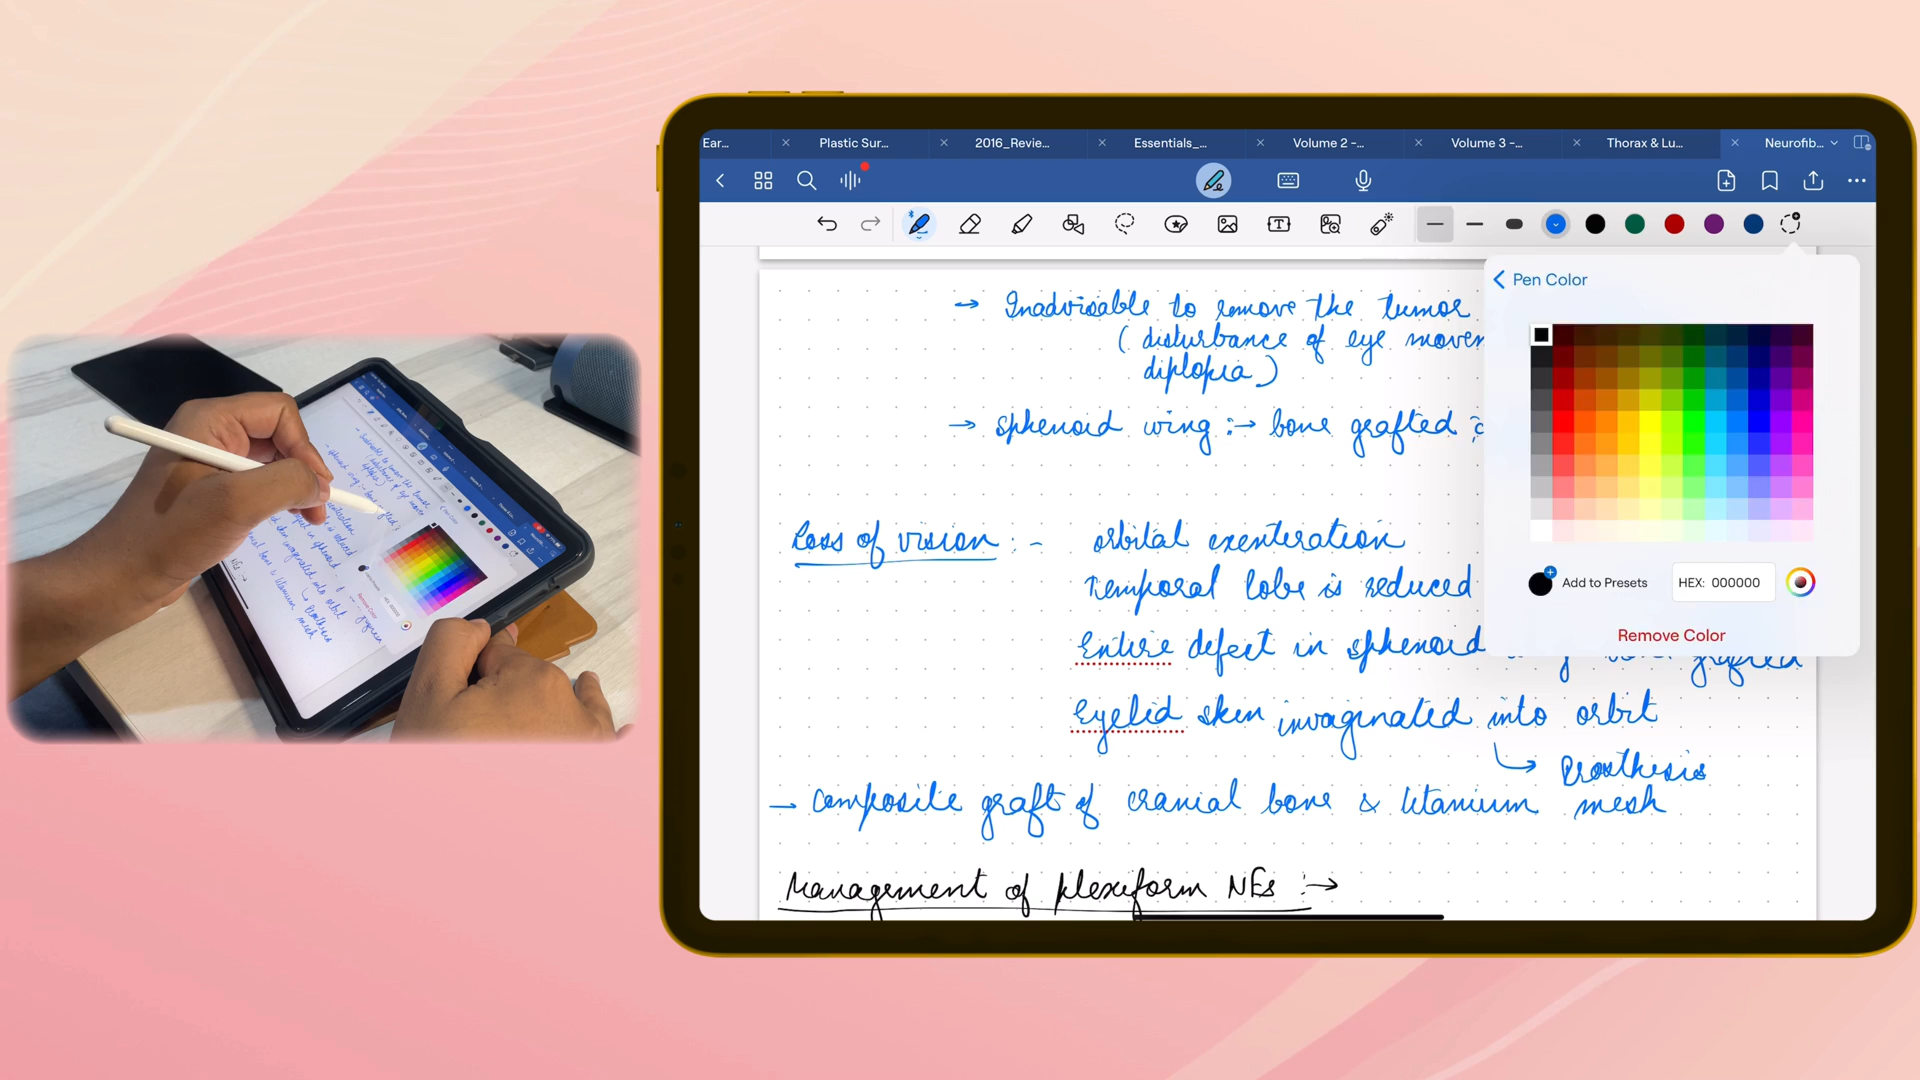 Ear...
Plastic Sur...
2016_Revie...
Essentials_...
Volume 2 -...
Volume 3 -...
Thorax & Lu...
Neurofib...
Pen Color
→ Inadvisable to remove the tumor
( disturbance of eye movem
diplopia )
→ sphenoid wing :→ bone grafted
Loss of vision : - orbital exenteration
Temporal lobe is reduced
Entire defect in sphenoid
grafted
Eyelid skin invaginated into orbit
Prosthesis
→ composite graft of cranial bone & titanium mesh
Management of plexiform NFs :→
Add to Presets
HEX: 000000
Remove Color